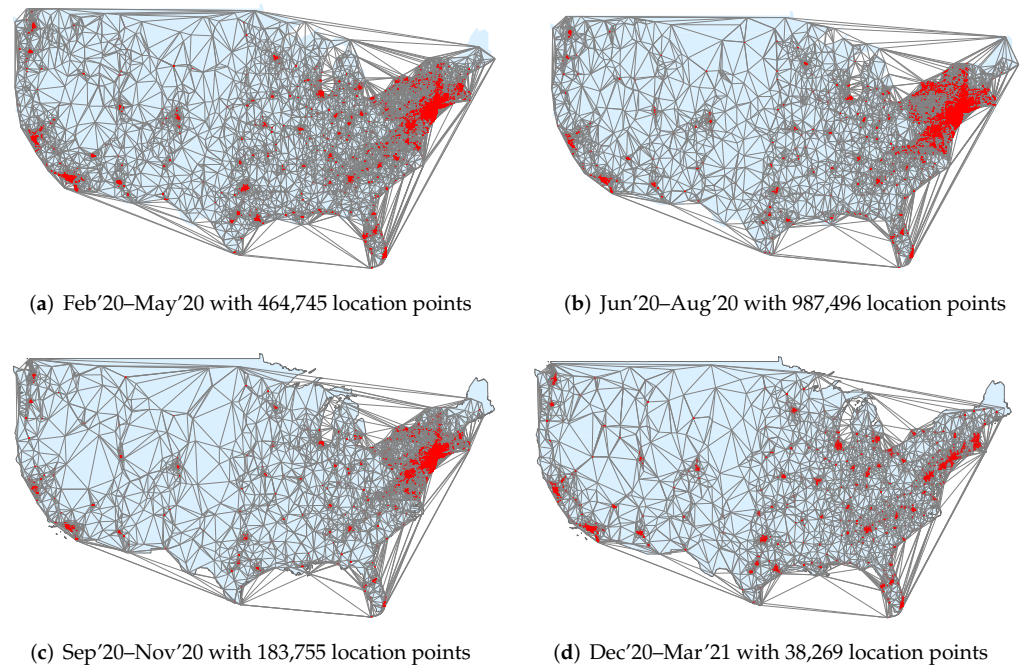 (a) Feb'20–May'20 with 464,745 location points
(b) Jun'20–Aug'20 with 987,496 location points
(c) Sep'20–Nov'20 with 183,755 location points
(d) Dec'20–Mar'21 with 38,269 location points